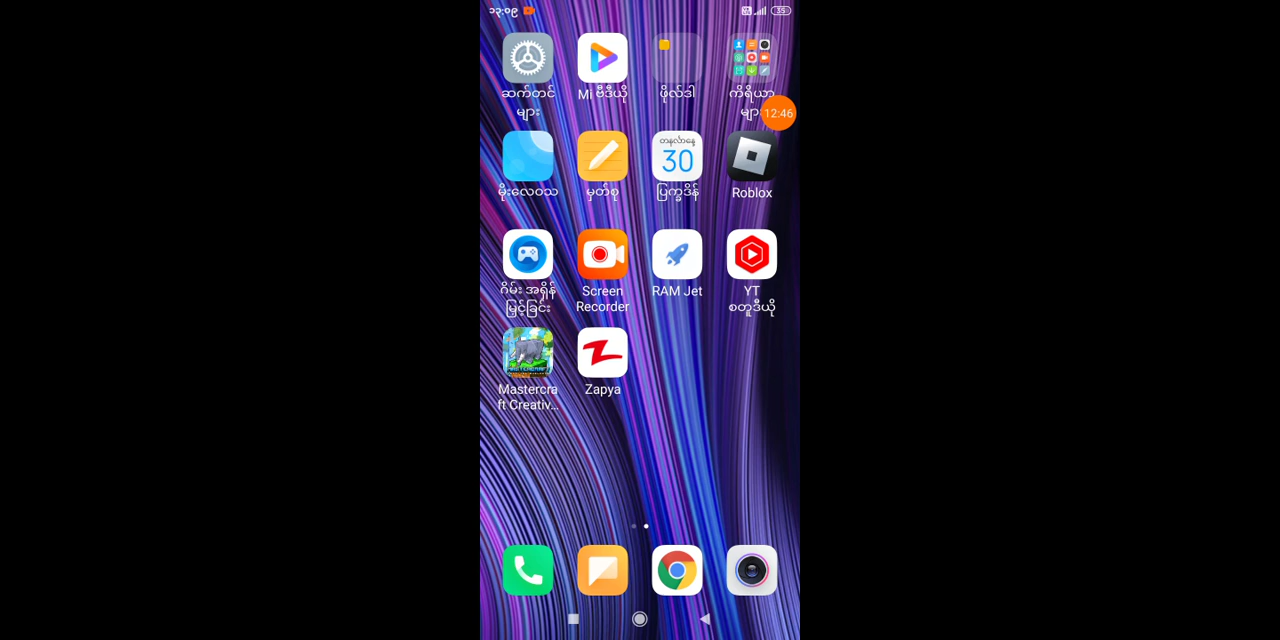 ၁၃:၀၉
35
ဆက်တင်
များ
Mi ဗီဒီယို
ဖိုလ်ဒါ
ကိရိယာ
များ
12:46
မိုးလေဝသ
မှတ်စု
တနင်္လာနေ့
30
ပြက္ခဒိန်
Roblox
ဂိမ်း အရှိန်
မြှင့်ခြင်း
Screen
Recorder
RAM Jet
YT
စတူဒီယို
Mastercra
ft Creativ...
Zapya